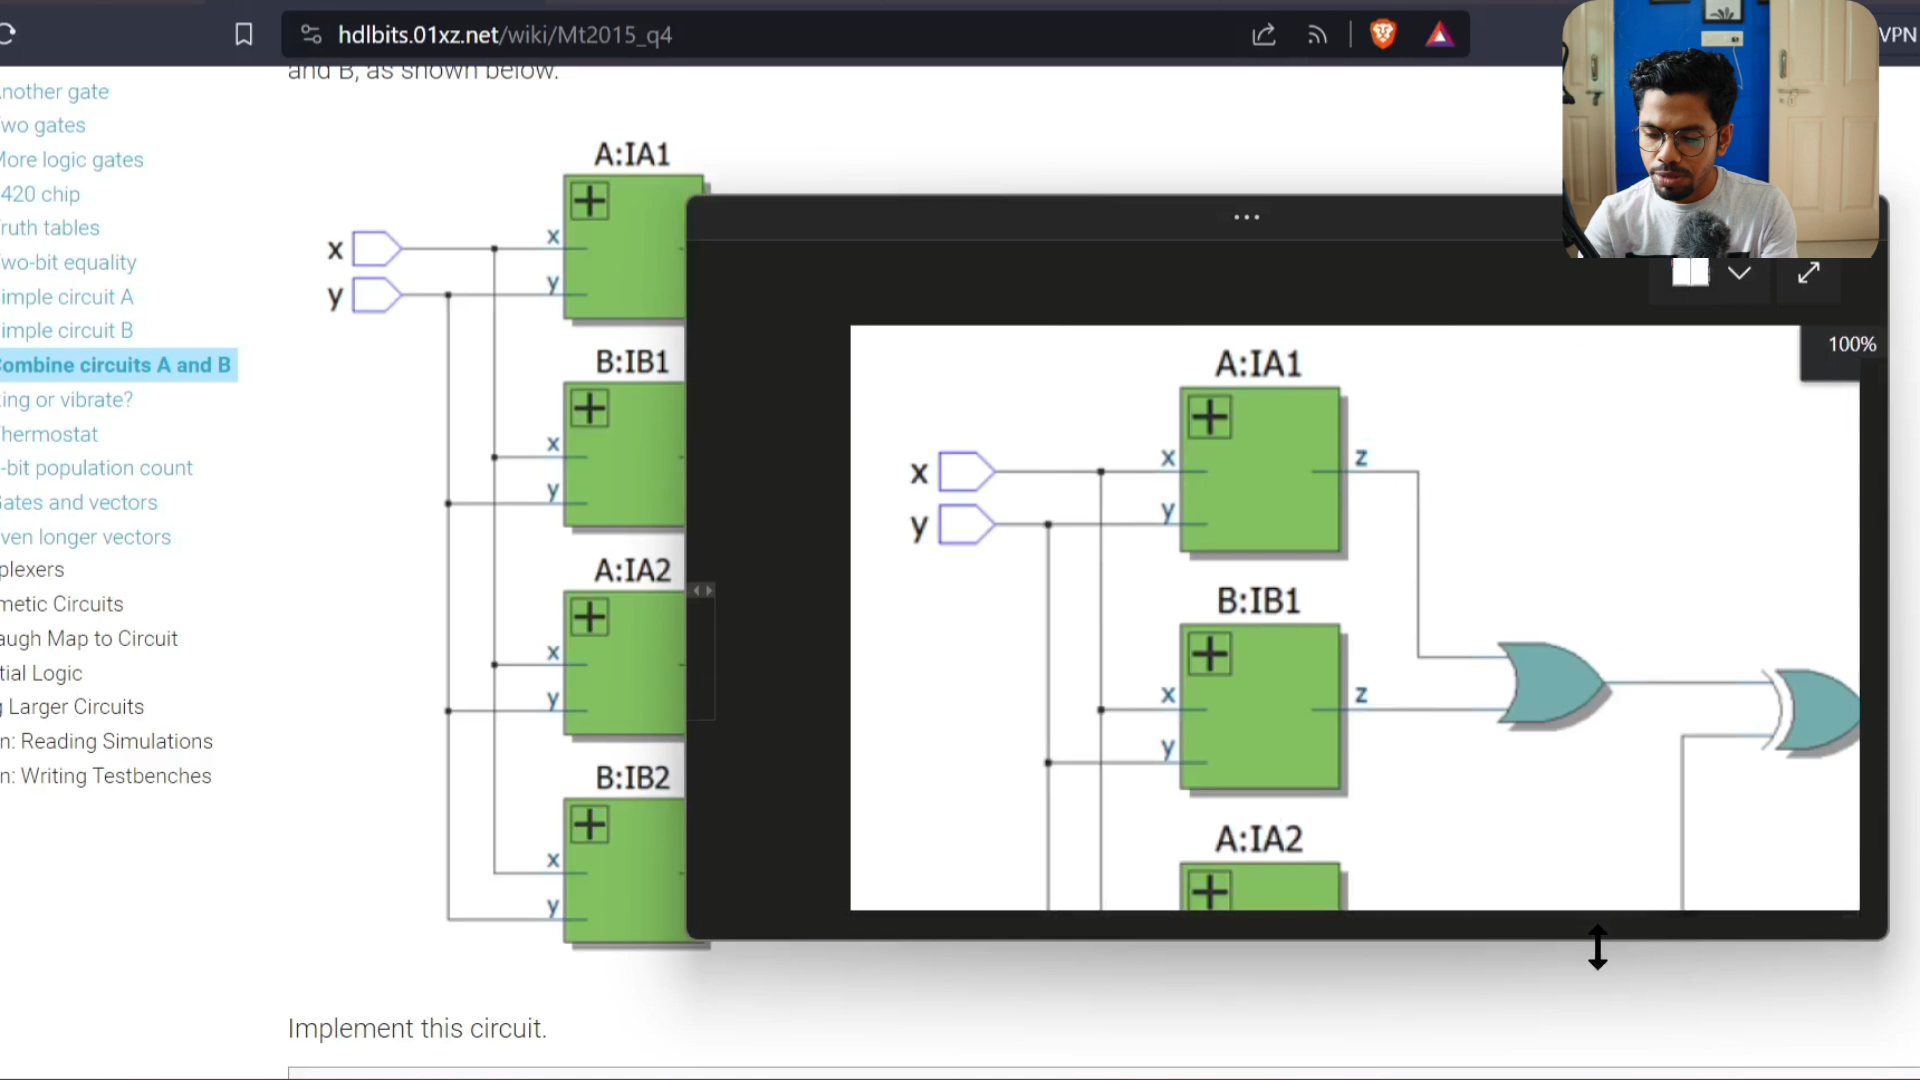 hdlbits.01xz.net/wiki/Mt2015_q4
VPN
and B, as shown below.
nother gate
wo gates
More logic gates
420 chip
ruth tables
wo-bit equality
imple circuit A
imple circuit B
Combine circuits A and B
ing or vibrate?
hermostat
-bit population count
Gates and vectors
ven longer vectors
plexers
metic Circuits
augh Map to Circuit
tial Logic
g Larger Circuits
n: Reading Simulations
n: Writing Testbenches
A:IA1
x
y
x
y
B:IB1
x
y
A:IA2
x
y
B:IB2
x
y
100%
A:IA1
x
y
x
y
z
B:IB1
x
y
z
A:IA2
Implement this circuit.